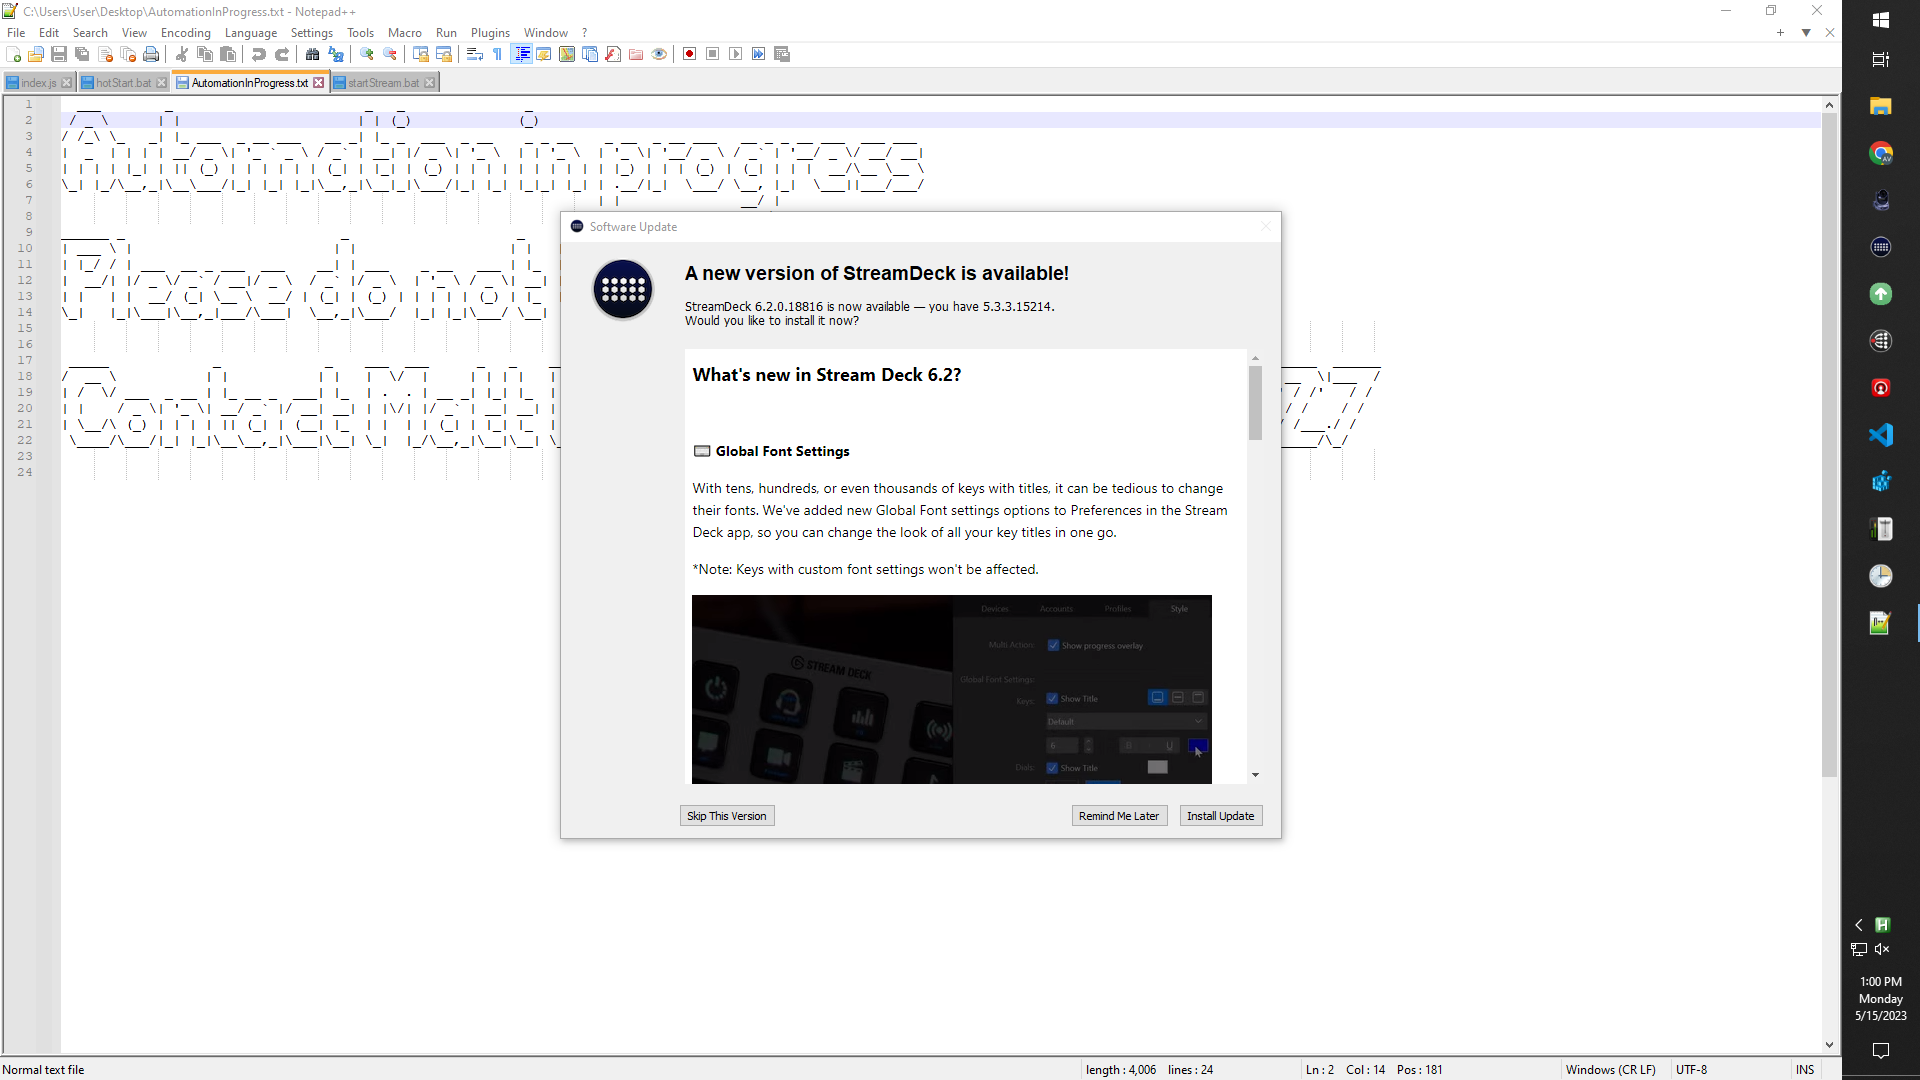 C:\Users\User\Desktop\AutomationInProgress.txt - Notepad++
File Edit Search View Encoding Language Settings Tools Macro Run Plugins Window ?
index.js hotStart.bat AutomationInProgress.txt startStream.bat
Automation in progress
Please do not
Contact Matt
1
2
3
4
5
6
7
8
9
10
11
12
13
14
15
16
17
18
19
20
21
22
23
24
Software Update
A new version of StreamDeck is available!
StreamDeck 6.2.0.18816 is now available — you have 5.3.3.15214.
Would you like to install it now?
What's new in Stream Deck 6.2?
Global Font Settings
With tens, hundreds, or even thousands of keys with titles, it can be tedious to change
their fonts. We've added new Global Font settings options to Preferences in the Stream
Deck app, so you can change the look of all your key titles in one go.
*Note: Keys with custom font settings won't be affected.
STREAM DECK
Devices Accounts Profiles Style
Multi Action: Show progress overlay
Global Font Settings:
Keys: Show Title
Default
6 B U
Dials: Show Title
Skip This Version Remind Me Later Install Update
1:00 PM
Monday
5/15/2023
Normal text file length : 4,006 lines : 24 Ln : 2 Col : 14 Pos : 181 Windows (CR LF) UTF-8 INS